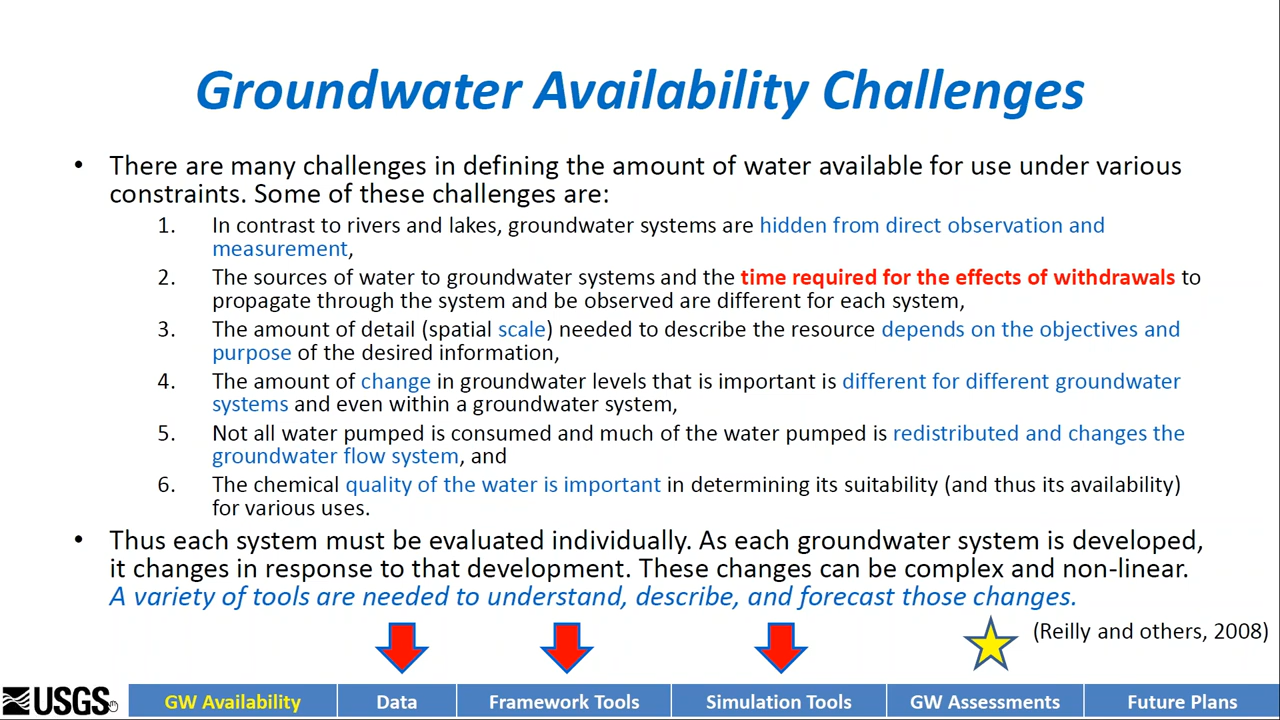 Groundwater Availability Challenges
• There are many challenges in defining the amount of water available for use under various
constraints. Some of these challenges are:
1. In contrast to rivers and lakes, groundwater systems are hidden from direct observation and
measurement,
2. The sources of water to groundwater systems and the time required for the effects of withdrawals to
propagate through the system and be observed are different for each system,
3. The amount of detail (spatial scale) needed to describe the resource depends on the objectives and
purpose of the desired information,
4. The amount of change in groundwater levels that is important is different for different groundwater
systems and even within a groundwater system,
5. Not all water pumped is consumed and much of the water pumped is redistributed and changes the
groundwater flow system, and
6. The chemical quality of the water is important in determining its suitability (and thus its availability)
for various uses.
• Thus each system must be evaluated individually. As each groundwater system is developed,
it changes in response to that development. These changes can be complex and non-linear.
A variety of tools are needed to understand, describe, and forecast those changes.
(Reilly and others, 2008)
USGS GW Availability Data Framework Tools Simulation Tools GW Assessments Future Plans